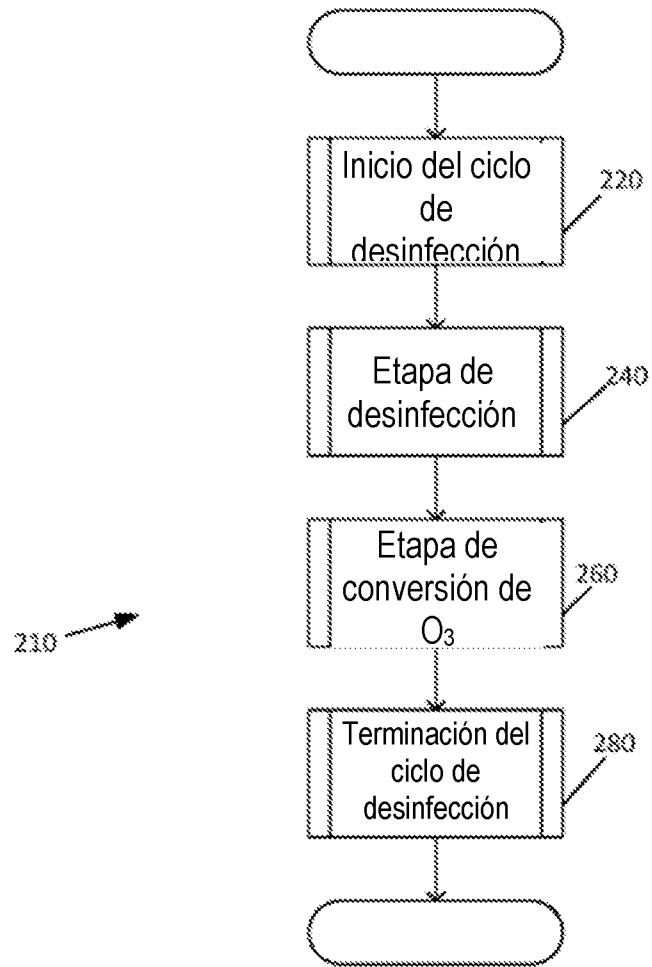 Inicio del ciclo
de
desinfección
220
Etapa de
desinfección
240
Etapa de
conversión de
O₃
260
210
Terminación del
ciclo de
desinfección
280